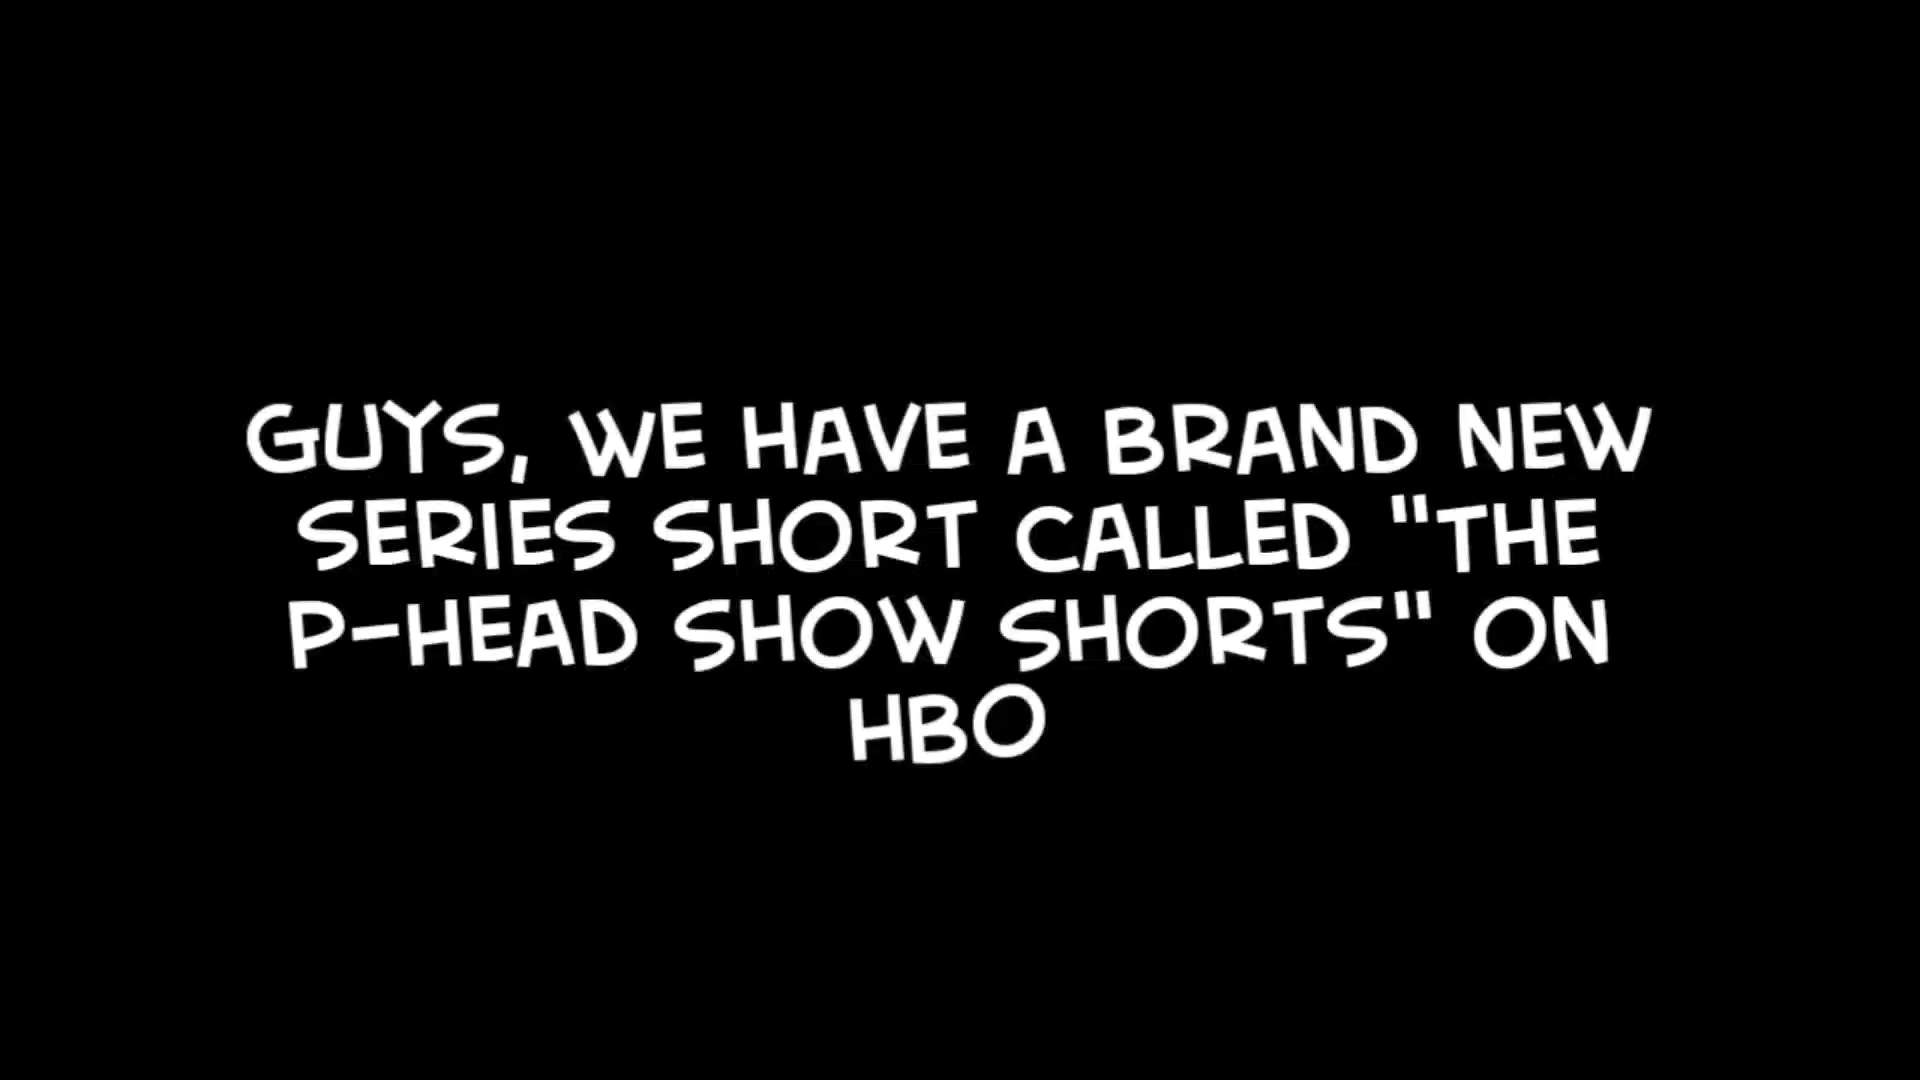 GUYS, WE HAVE A BRAND NEW
SERIES SHORT CALLED "THE
P-HEAD SHOW SHORTS" ON
HBO